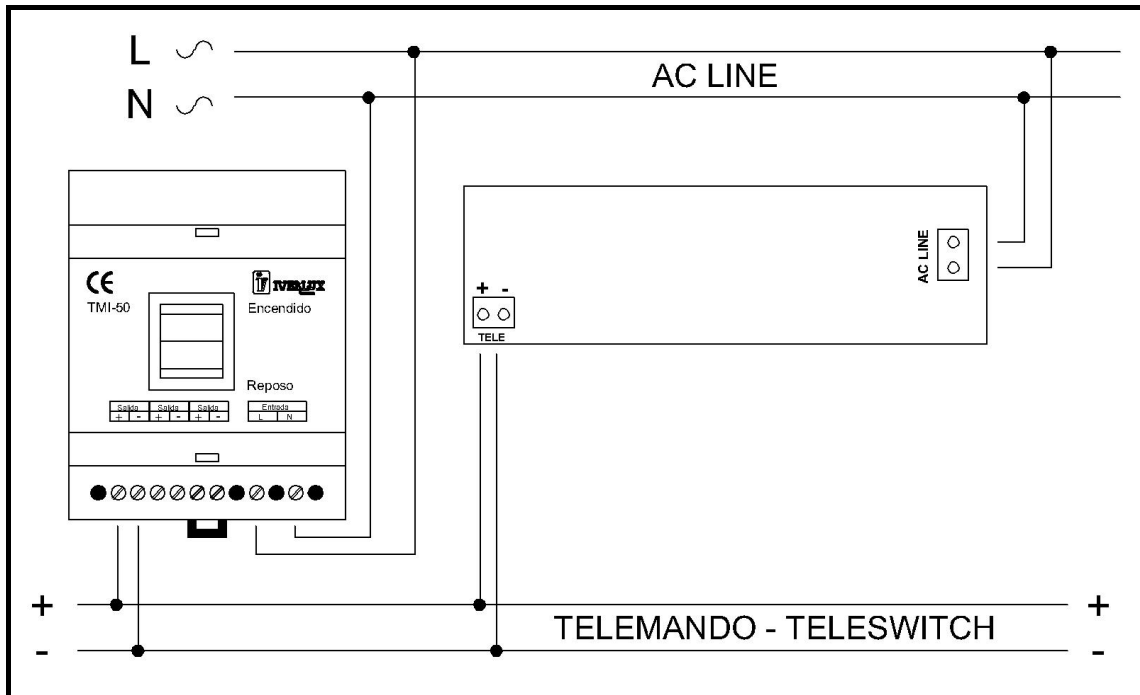 L
AC LINE
N
CE
IVERLUX
TMI-50
Encendido
Reposo
Salida Salida Salida
+ - + - + -
Entrada
L N
AC LINE
+ -
TELE
+ +
TELEMANDO - TELESWITCH
- -